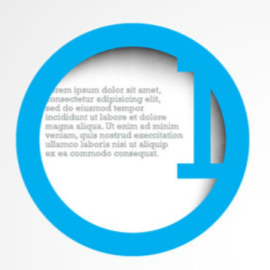 Lorem ipsum dolor sit amet,
consectetur adipisicing elit,
sed do eiusmod tempor
incididunt ut labore et dolore
magna aliqua. Ut enim ad minim
veniam, quis nostrud exercitation
ullamco laboris nisi ut aliquip
ex ea commodo consequat.
1